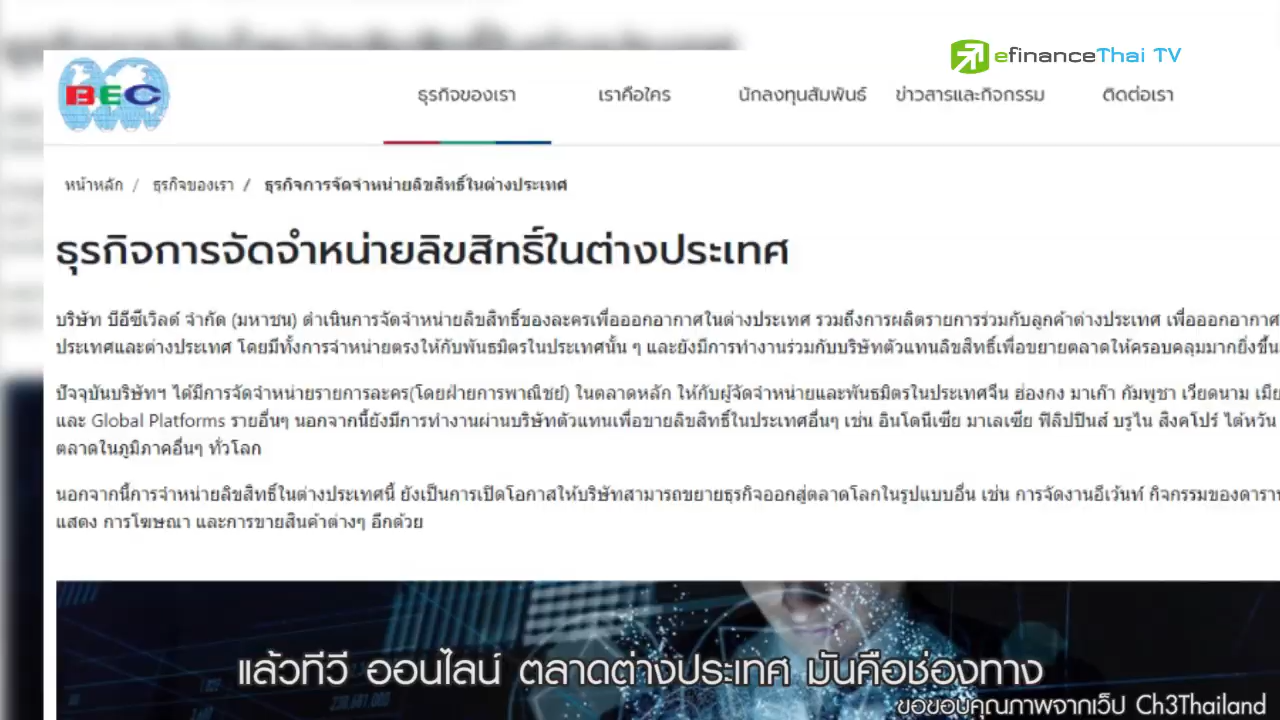 efinanceThai TV
BEC
ธุรกิจของเรา เราคือใคร นักลงทุนสัมพันธ์ ข่าวสารและกิจกรรม ติดต่อเรา
หน้าหลัก / ธุรกิจของเรา / ธุรกิจการจัดจำหน่ายลิขสิทธิ์ในต่างประเทศ
ธุรกิจการจัดจำหน่ายลิขสิทธิ์ในต่างประเทศ
บริษัท บีอีซีเวิลด์ จำกัด (มหาชน) ดำเนินการจัดจำหน่ายลิขสิทธิ์ของละครเพื่อออกอากาศในต่างประเทศ รวมถึงการผลิตรายการร่วมกับลูกค้าต่างประเทศ เพื่อออกอากาศ
ประเทศและต่างประเทศ โดยมีทั้งการจำหน่ายตรงให้กับพันธมิตรในประเทศนั้น ๆ และยังมีการทำงานร่วมกับบริษัทตัวแทนลิขสิทธิ์เพื่อขยายตลาดให้ครอบคลุมมากยิ่งขึ้น
ปัจจุบันบริษัทฯ ได้มีการจัดจำหน่ายรายการละคร(โดยฝ่ายการพาณิชย์) ในตลาดหลัก ให้กับผู้จัดจำหน่ายและพันธมิตรในประเทศจีน ฮ่องกง มาเก๊า กัมพูชา เวียดนาม เมีย
และ Global Platforms รายอื่นๆ นอกจากนี้ยังมีการทำงานผ่านบริษัทตัวแทนเพื่อขายลิขสิทธิ์ในประเทศอื่นๆ เช่น อินโดนีเซีย มาเลเซีย ฟิลิปปินส์ บรูไน สิงคโปร์ ไต้หวัน
ตลาดในภูมิภาคอื่นๆ ทั่วโลก
นอกจากนี้การจำหน่ายลิขสิทธิ์ในต่างประเทศนี้ ยังเป็นการเปิดโอกาสให้บริษัทสามารถขยายธุรกิจออกสู่ตลาดโลกในรูปแบบอื่น เช่น การจัดงานอีเว้นท์ กิจกรรมของดารา
แสดง การโฆษณา และการขายสินค้าต่างๆ อีกด้วย
แล้วทีวี ออนไลน์ ตลาดต่างประเทศ มันคือช่องทาง
ขอขอบคุณภาพจากเว็ป Ch3Thailand